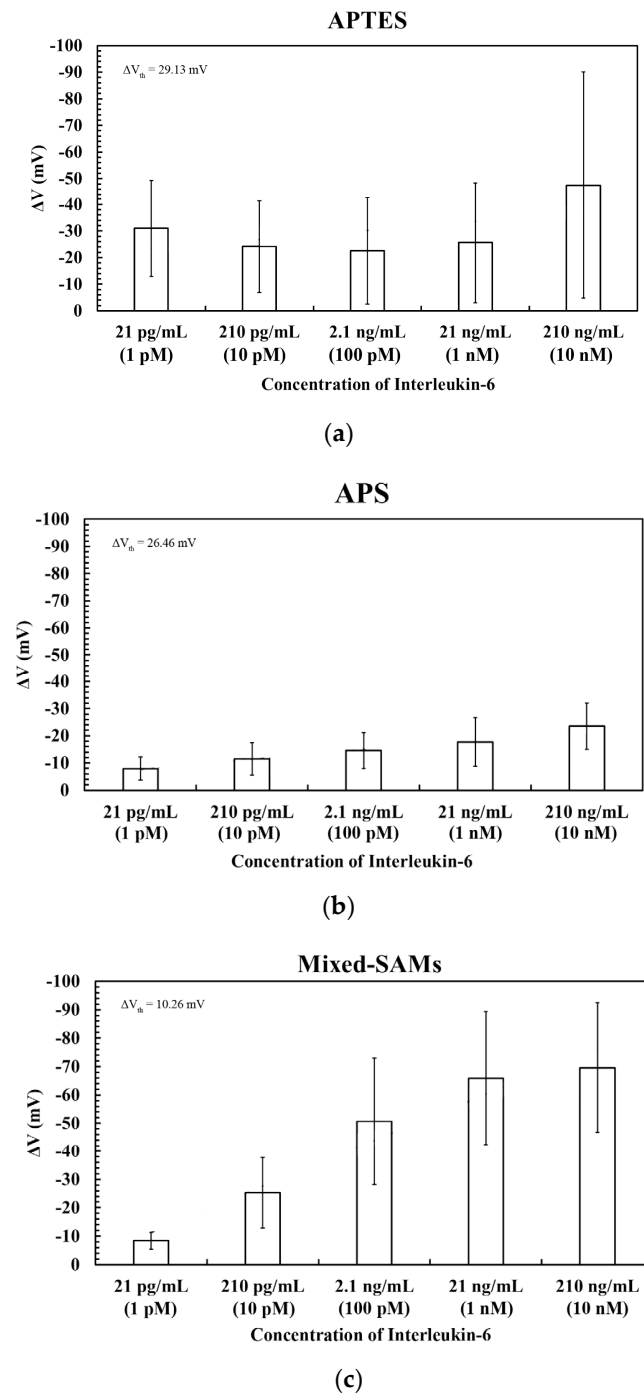 APTES
ΔV (mV)
-100
-90
-80
-70
-60
-50
-40
-30
-20
-10
0
ΔVth = 29.13 mV
21 pg/mL 210 pg/mL 2.1 ng/mL 21 ng/mL 210 ng/mL
(1 pM) (10 pM) (100 pM) (1 nM) (10 nM)
Concentration of Interleukin-6
(a)
APS
ΔV (mV)
-100
-90
-80
-70
-60
-50
-40
-30
-20
-10
0
ΔVth = 26.46 mV
21 pg/mL 210 pg/mL 2.1 ng/mL 21 ng/mL 210 ng/mL
(1 pM) (10 pM) (100 pM) (1 nM) (10 nM)
Concentration of Interleukin-6
(b)
Mixed-SAMs
ΔV (mV)
-100
-90
-80
-70
-60
-50
-40
-30
-20
-10
0
ΔVth = 10.26 mV
21 pg/mL 210 pg/mL 2.1 ng/mL 21 ng/mL 210 ng/mL
(1 pM) (10 pM) (100 pM) (1 nM) (10 nM)
Concentration of Interleukin-6
(c)